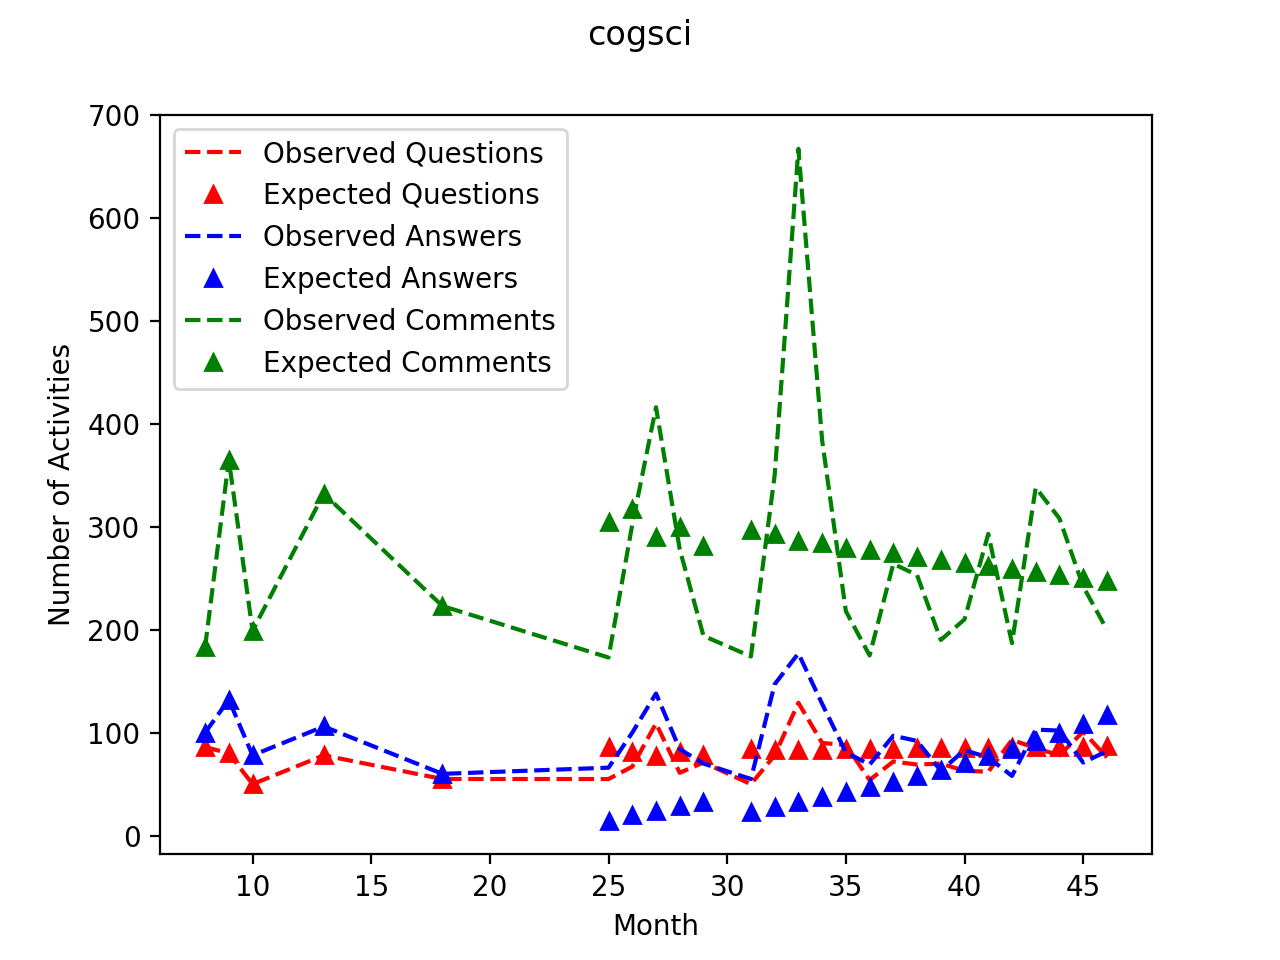 cogsci
700
600
500
400
300
200
100
0
Number of Activities
Observed Questions
Expected Questions
Observed Answers
Expected Answers
Observed Comments
Expected Comments
10 15 20 25 30 35 40 45
Month